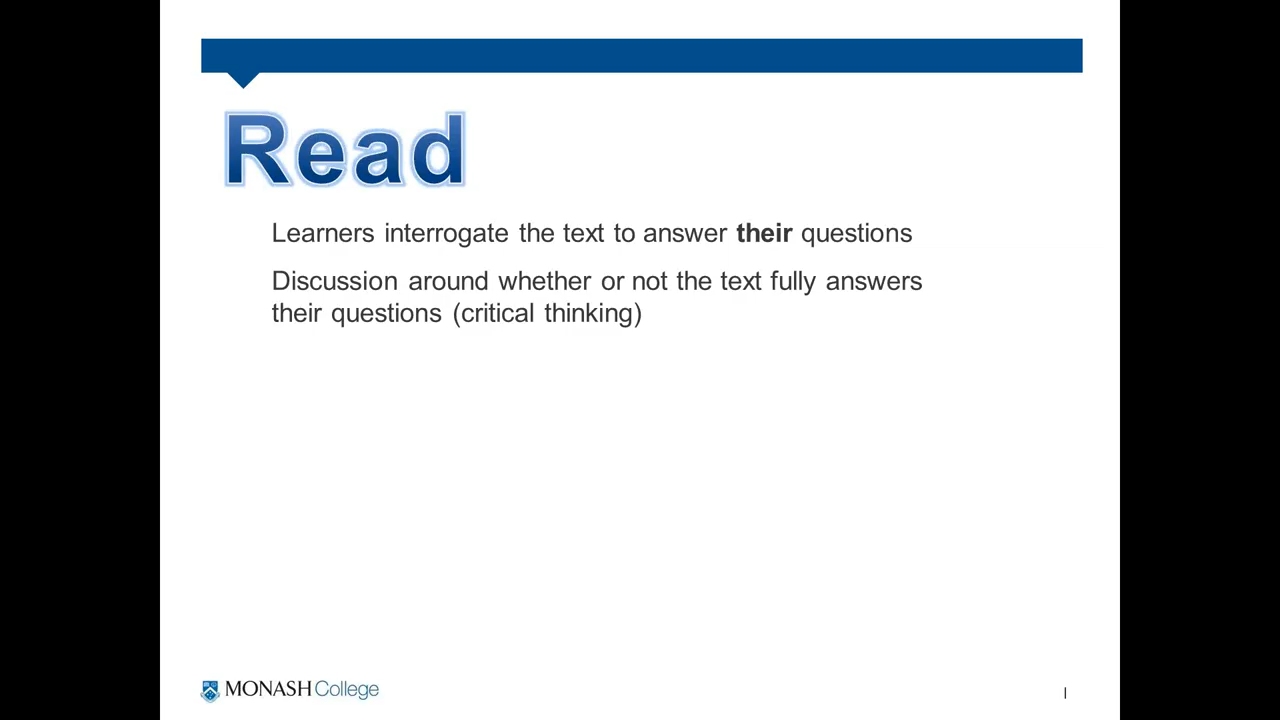 Read
Learners interrogate the text to answer their questions
Discussion around whether or not the text fully answers
their questions (critical thinking)
MONASH College